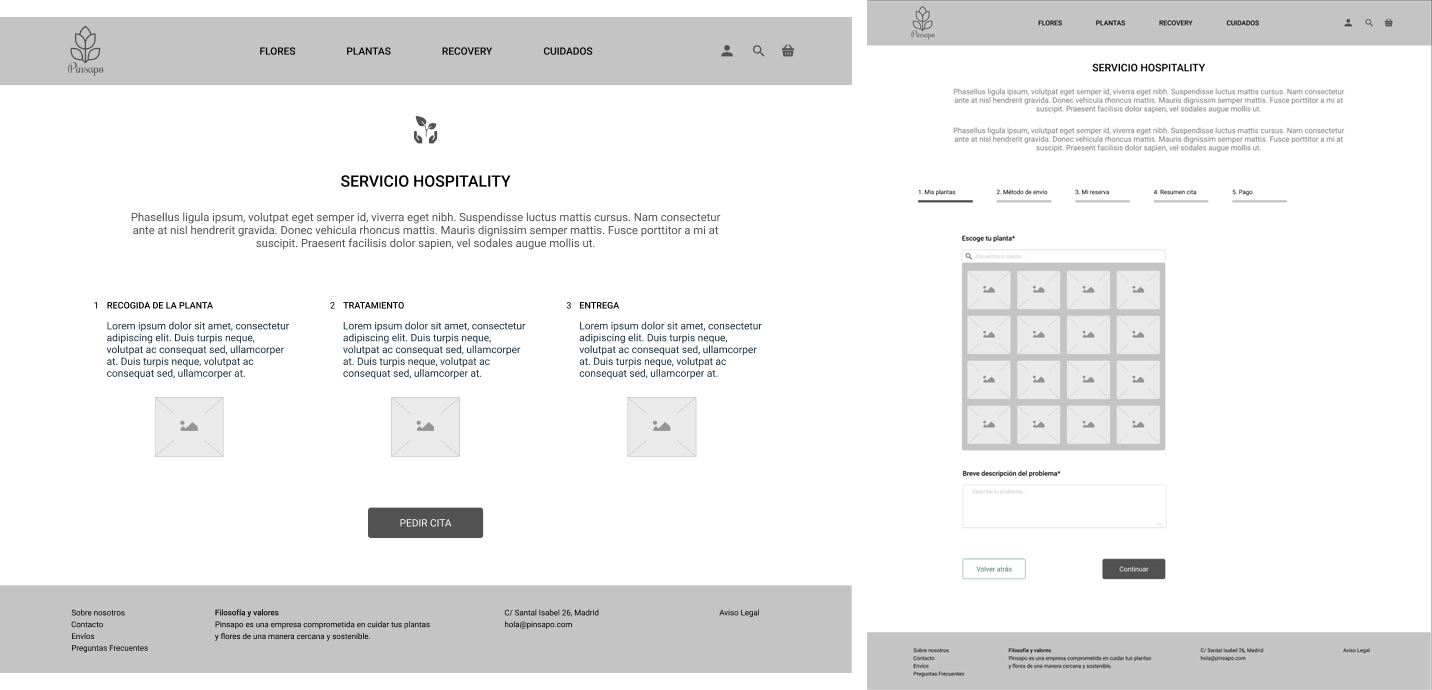 Pinsapo
FLORES PLANTAS RECOVERY CUIDADOS
SERVICIO HOSPITALITY
Phasellus ligula ipsum, volutpat eget semper id, viverra eget nibh. Suspendisse luctus mattis cursus. Nam consectetur
ante at nisl hendrerit gravida. Donec vehicula rhoncus mattis. Mauris dignissim semper mattis. Fusce porttitor a mi at
suscipit. Praesent facilisis dolor sapien, vel sodales augue mollis ut.
1 RECOGIDA DE LA PLANTA
Lorem ipsum dolor sit amet, consectetur
adipiscing elit. Duis turpis neque,
volutpat ac consequat sed, ullamcorper
at. Duis turpis neque, volutpat ac
consequat sed, ullamcorper at.
2 TRATAMIENTO
Lorem ipsum dolor sit amet, consectetur
adipiscing elit. Duis turpis neque,
volutpat ac consequat sed, ullamcorper
at. Duis turpis neque, volutpat ac
consequat sed, ullamcorper at.
3 ENTREGA
Lorem ipsum dolor sit amet, consectetur
adipiscing elit. Duis turpis neque,
volutpat ac consequat sed, ullamcorper
at. Duis turpis neque, volutpat ac
consequat sed, ullamcorper at.
PEDIR CITA
Sobre nosotros
Contacto
Envíos
Preguntas Frecuentes
Filosofía y valores
Pinsapo es una empresa comprometida en cuidar tus plantas
y flores de una manera cercana y sostenible.
C/ Santal Isabel 26, Madrid
hola@pinsapo.com
Aviso Legal
Pinsapo
FLORES PLANTAS RECOVERY CUIDADOS
SERVICIO HOSPITALITY
Phasellus ligula ipsum, volutpat eget semper id, viverra eget nibh. Suspendisse luctus mattis cursus. Nam consectetur
ante at nisl hendrerit gravida. Donec vehicula rhoncus mattis. Mauris dignissim semper mattis. Fusce porttitor a mi at
suscipit. Praesent facilisis dolor sapien, vel sodales augue mollis ut.
Phasellus ligula ipsum, volutpat eget semper id, viverra eget nibh. Suspendisse luctus mattis cursus. Nam consectetur
ante at nisl hendrerit gravida. Donec vehicula rhoncus mattis. Mauris dignissim semper mattis. Fusce porttitor a mi at
suscipit. Praesent facilisis dolor sapien, vel sodales augue mollis ut.
1. Mis plantas 2. Método de envío 3. Mi reserva 4. Resumen cita 5. Pago
Escoge tu planta*
Encuentra tu planta...
Breve descripción del problema*
Describe tu problema...
Volver atrás Continuar
Sobre nosotros
Contacto
Envíos
Preguntas Frecuentes
Filosofía y valores
Pinsapo es una empresa comprometida en cuidar tus plantas
y flores de una manera cercana y sostenible.
C/ Santal Isabel 26, Madrid
hola@pinsapo.com
Aviso Legal